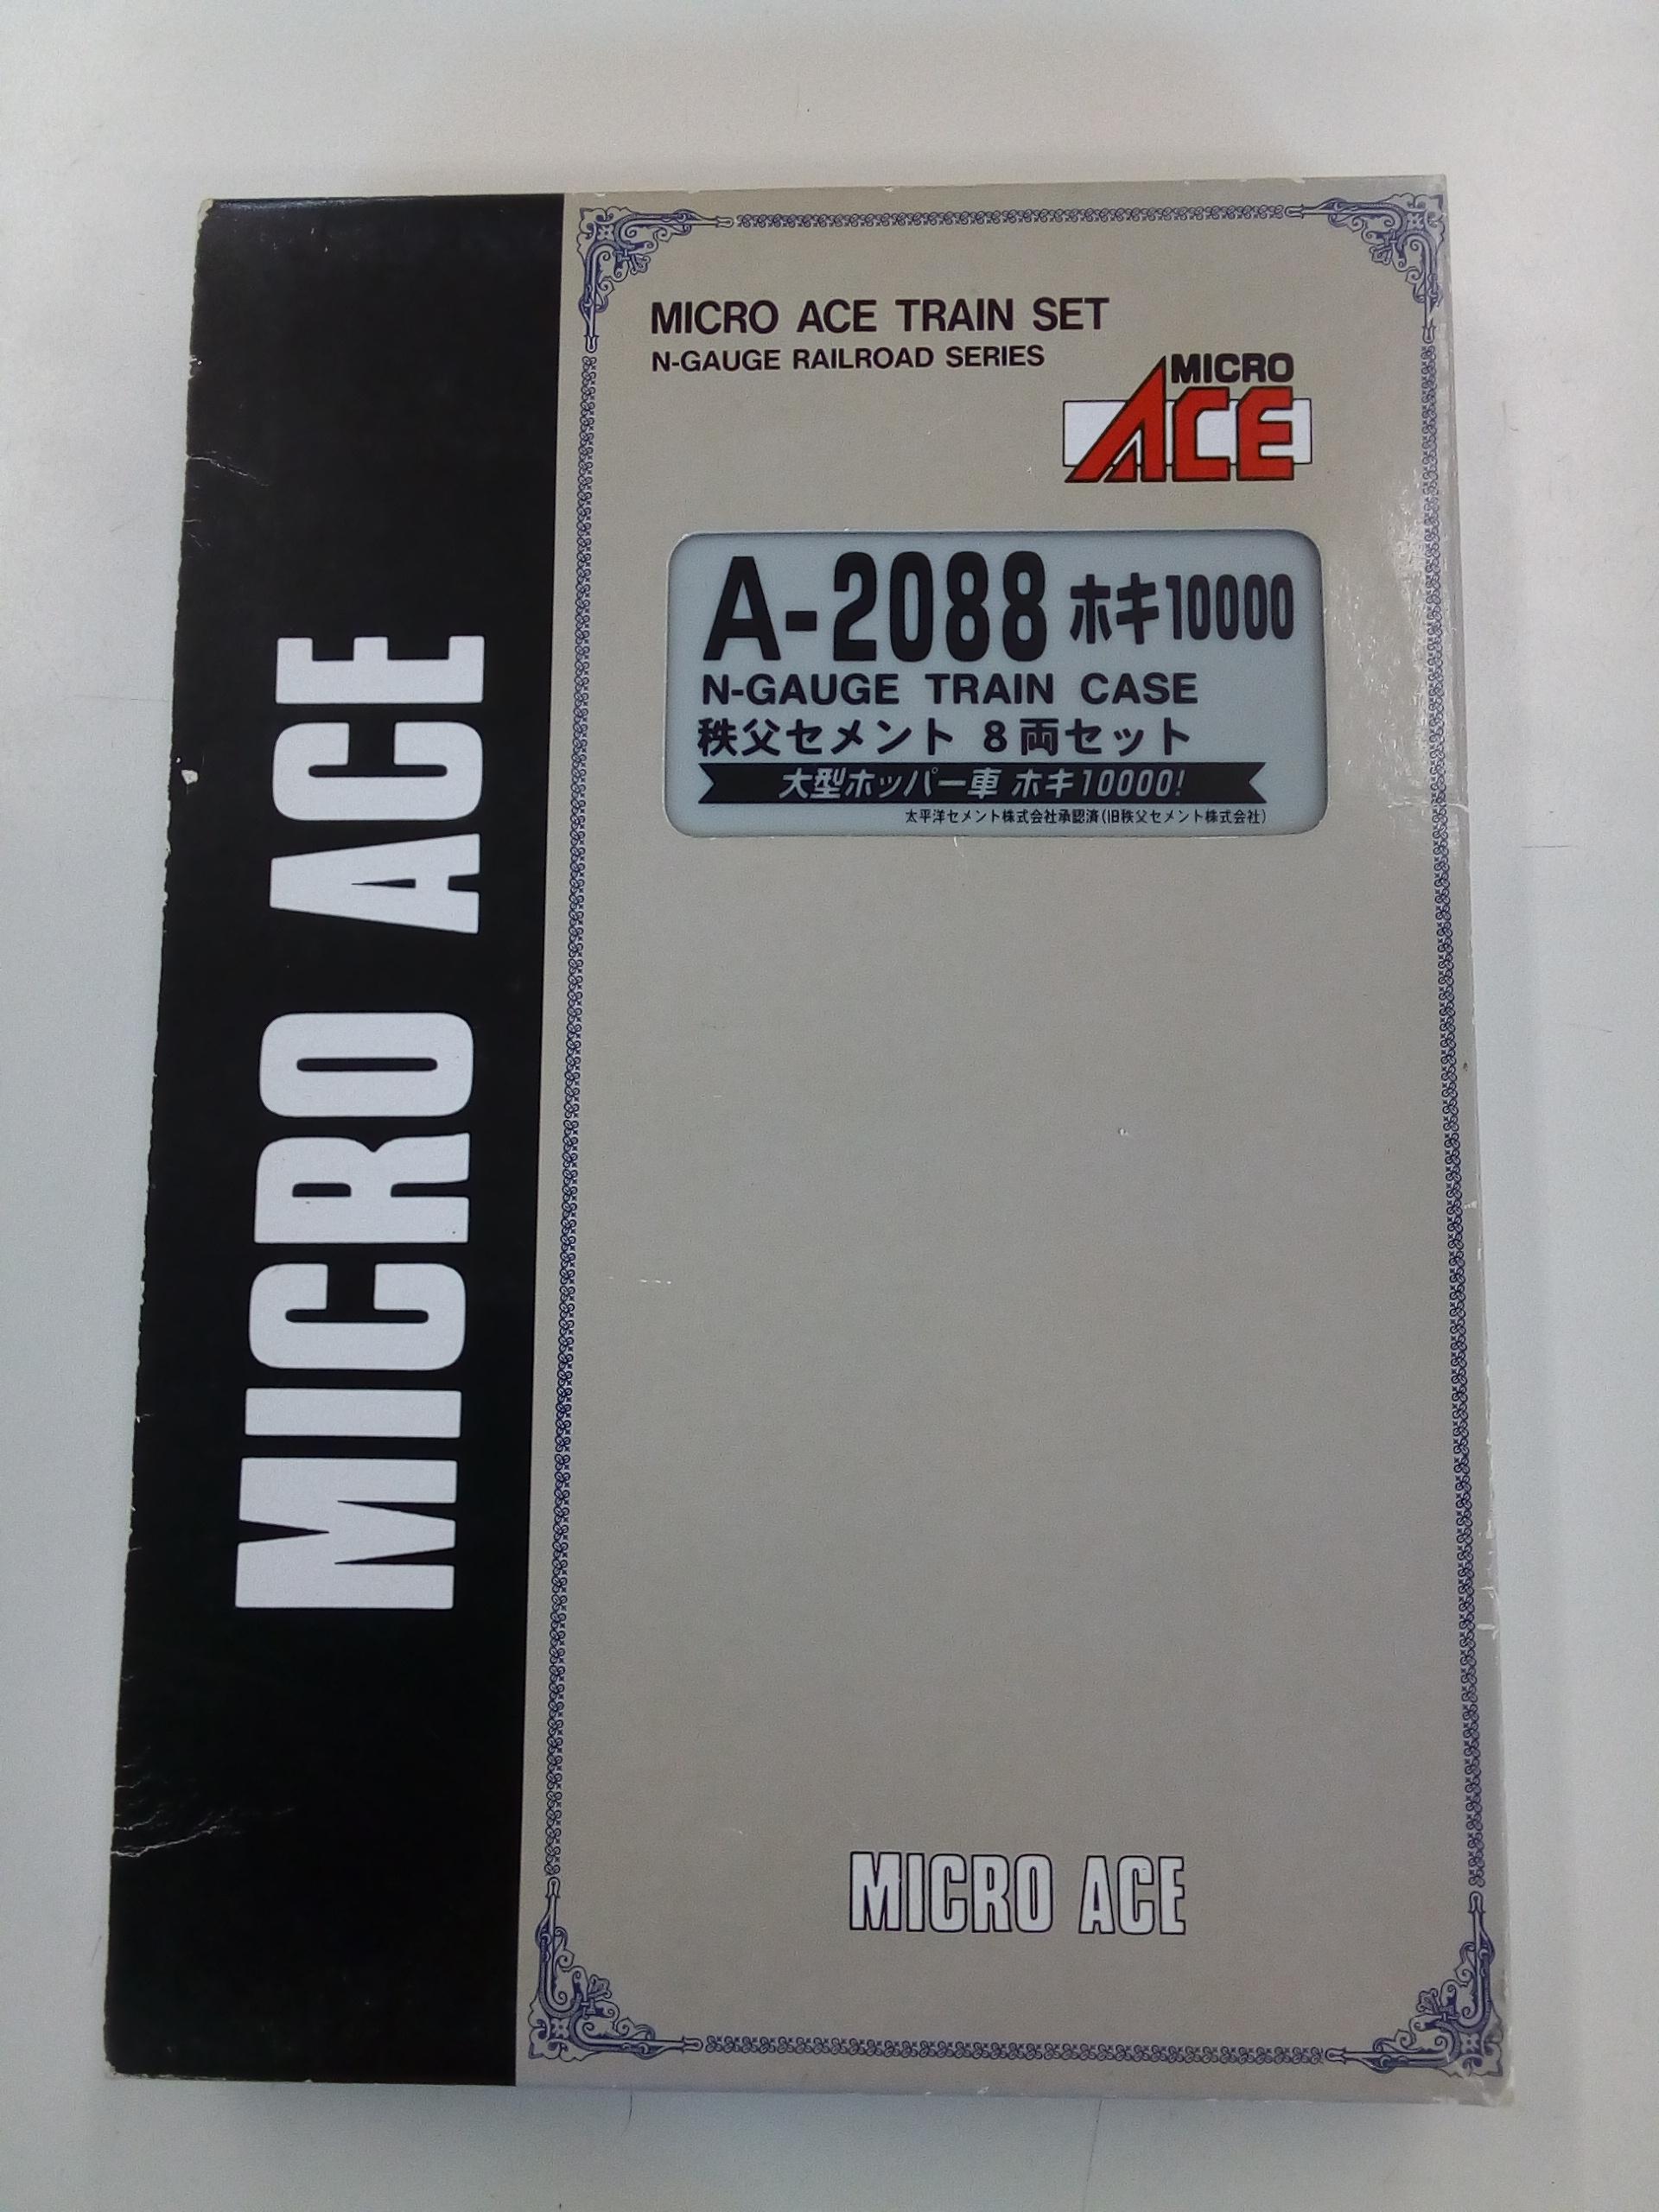 MICRO ACE
MICRO ACE TRAIN SET
N-GAUGE RAILROAD SERIES
MICRO
ACE
A-2088 ホキ10000
N-GAUGE TRAIN CASE
秩父セメント 8両セット
大型ホッパー車 ホキ10000!
太平洋セメント株式会社承認済(旧秩父セメント株式会社)
MICRO ACE